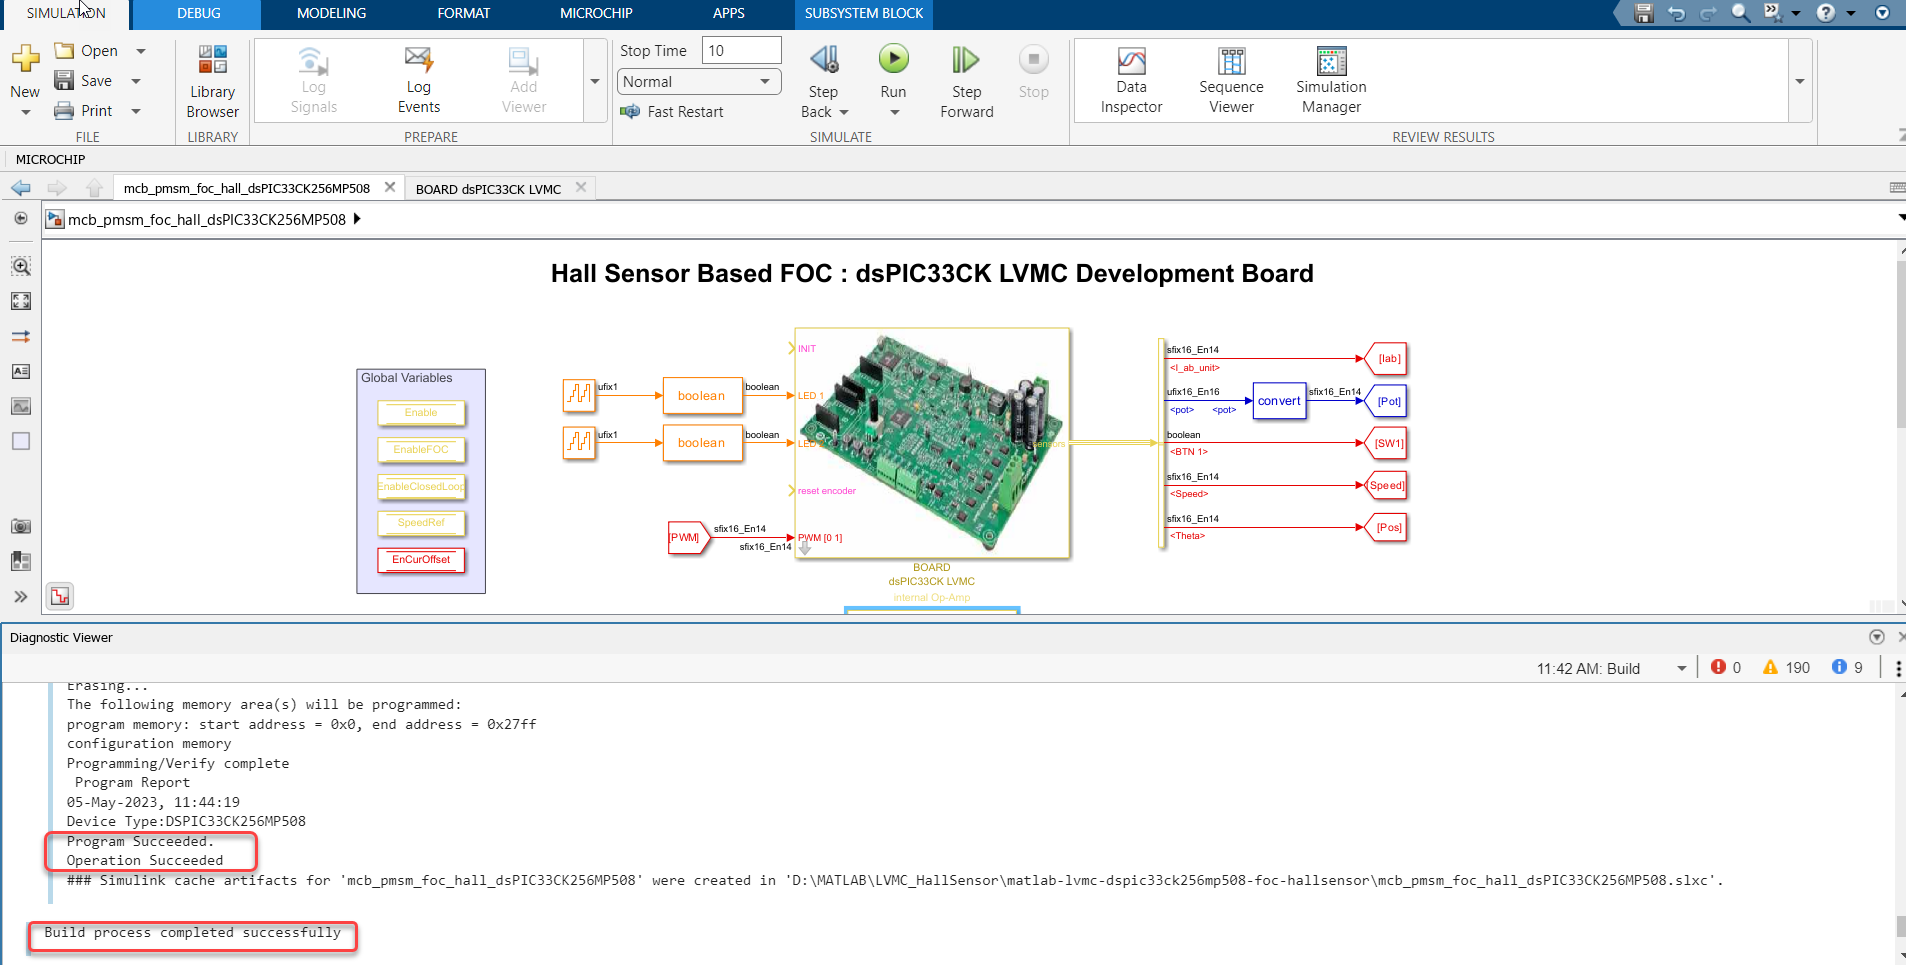 SIMULATION
DEBUG
MODELING
FORMAT
MICROCHIP
APPS
SUBSYSTEM BLOCK
New
Open
Save
Print
FILE
Library
Browser
LIBRARY
Log
Signals
Log
Events
Add
Viewer
PREPARE
Stop Time
10
Normal
Fast Restart
Step
Back
Run
Step
Forward
Stop
SIMULATE
Data
Inspector
Sequence
Viewer
Simulation
Manager
REVIEW RESULTS
MICROCHIP
mcb_pmsm_foc_hall_dsPIC33CK256MP508
BOARD dsPIC33CK LVMC
mcb_pmsm_foc_hall_dsPIC33CK256MP508
Hall Sensor Based FOC : dsPIC33CK LVMC Development Board
Global Variables
Enable
EnableFOC
EnableClosedLoop
SpeedRef
EnCurOffset
ufix1
boolean
boolean
ufix1
boolean
boolean
[PWM]
sfix16_En14
sfix16_En14
INIT
LED 1
LED
reset encoder
PWM [0 1]
sensors
BOARD
dsPIC33CK LVMC
internal Op-Amp
sfix16_En14
<I_ab_unit>
[Iab]
ufix16_En16
<pot>
<pot>
convert
sfix16_En14
[Pot]
boolean
<BTN 1>
[SW1]
sfix16_En14
<Speed>
[Speed]
sfix16_En14
<Theta>
[Pos]
Diagnostic Viewer
11:42 AM: Build
0
190
9
Erasing...
The following memory area(s) will be programmed:
program memory: start address = 0x0, end address = 0x27ff
configuration memory
Programming/Verify complete
Program Report
05-May-2023, 11:44:19
Device Type:DSPIC33CK256MP508
Program Succeeded.
Operation Succeeded
### Simulink cache artifacts for 'mcb_pmsm_foc_hall_dsPIC33CK256MP508' were created in 'D:\MATLAB\LVMC_HallSensor\matlab-lvmc-dspic33ck256mp508-foc-hallsensor\mcb_pmsm_foc_hall_dsPIC33CK256MP508.slxc'.
Build process completed successfully